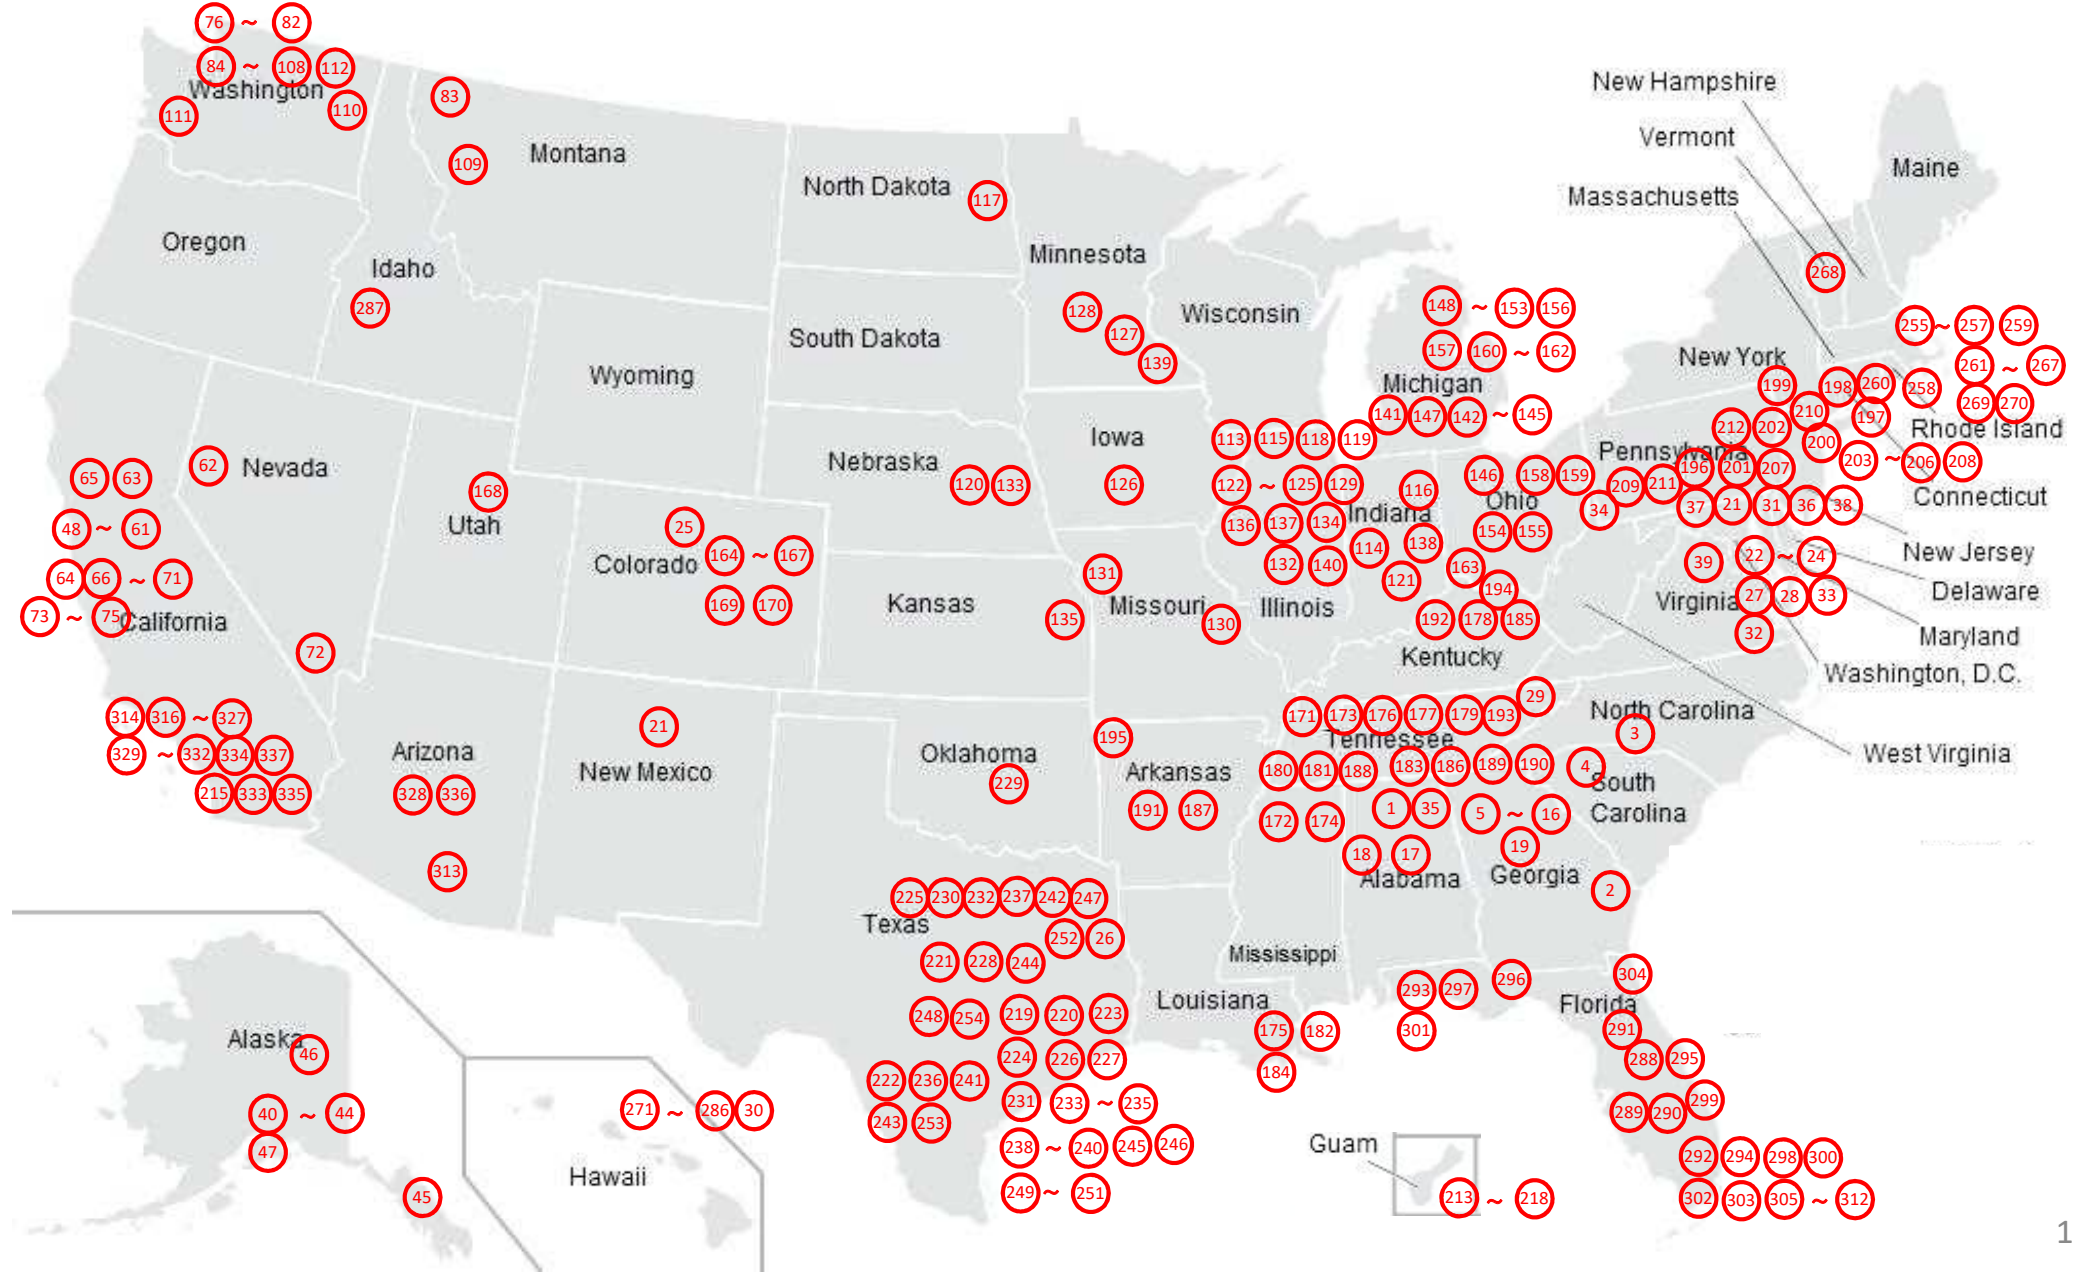 76 ~ 82
84 ~ 108 112
Washington
111 110
83
109
Montana
North Dakota 117
Oregon
Idaho
287
Minnesota
128
127
139
Wisconsin
South Dakota
Wyoming
New Hampshire
Vermont
Massachusetts
Maine
268
148 ~ 153 156
157 160 ~ 162
Michigan
141 147 142 ~ 145
New York
199 198 260 258
255 ~ 257 259
261 ~ 267
269 270
210 197
Rhode Island
212 202 200
203 ~ 206 208
Pennsylvania
196 201 207
209 211
Connecticut
34 37 21 31 36 38
New Jersey
Delaware
Maryland
Washington, D.C.
West Virginia
39 22 ~ 24
Virginia 27 28 33
32
62 Nevada
65 63
48 ~ 61
64 66 ~ 71
73 ~ 75
California
72
168
Utah
25
Colorado 164 ~ 167
169 170
Nebraska 120 133
Iowa
126
113 115 118 119
122 ~ 125 129
136 137 134
132 140
Illinois
116
Indiana
114 138
121
146 158 159
Ohio
154 155
163
194
192 178 185
Kentucky
Kansas
135
131
Missouri
130
314 316 ~ 327
329 ~ 332 334 337
215 333 335
Arizona
328 336
313
21
New Mexico
Oklahoma
229
195
Arkansas
191 187
171 173 176 177 179 193 29
Tennessee
180 181 188 183 186 189 190
172 174
1 35
18 17
Alabama
5 ~ 16
19
Georgia
2
North Carolina
3
4
South
Carolina
225 230 232 237 242 247
Texas
252 26
221 228 244
248 254 219 220 223
224 226 227
222 236 241
231 233 ~ 235
243 253
238 ~ 240 245 246
249 ~ 251
Mississippi
Louisiana
175 182
184
293 297 296
301
304
Florida
291
288 295
289 290 299
292 294 298 300
302 303 305 ~ 312
Alaska
46
40 ~ 44
47
45
271 ~ 286 30
Hawaii
Guam
213 ~ 218
1